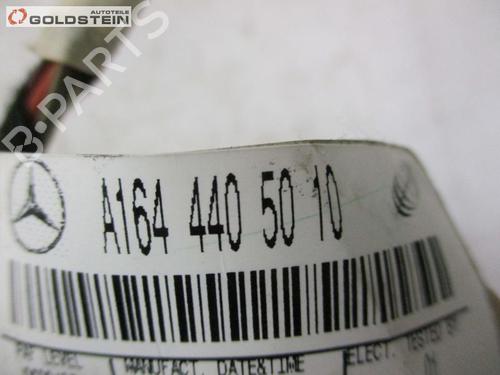 AUTOTEILE
GOLDSTEIN
B-PARTS
A164 440 50 10
MANUFACT. DATE&TIME
ELECT. TESTED BY